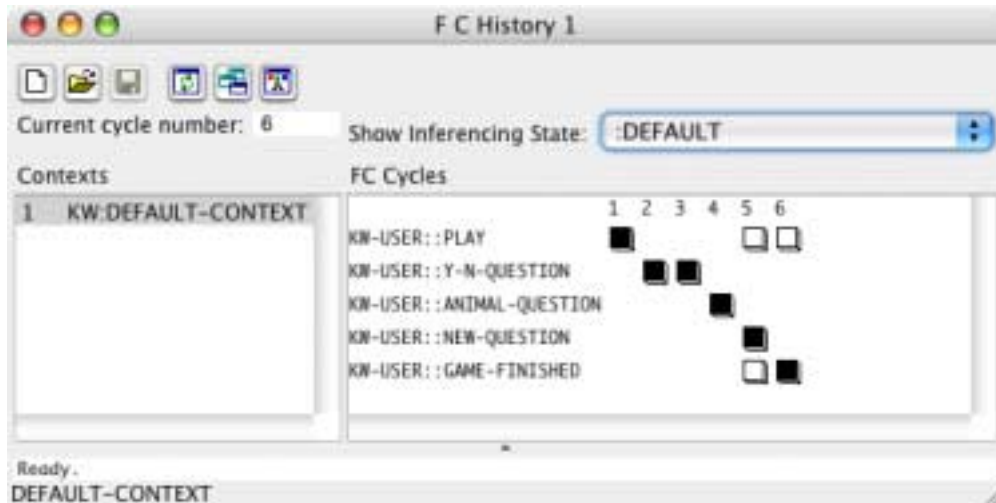 F C History 1
Current cycle number: 6
Show Inferencing State: :DEFAULT
Contexts
FC Cycles
1 KW:DEFAULT-CONTEXT
1 2 3 4 5 6
KW-USER::PLAY
KW-USER::Y-N-QUESTION
KW-USER::ANIMAL-QUESTION
KW-USER::NEW-QUESTION
KW-USER::GAME-FINISHED
Ready.
DEFAULT-CONTEXT